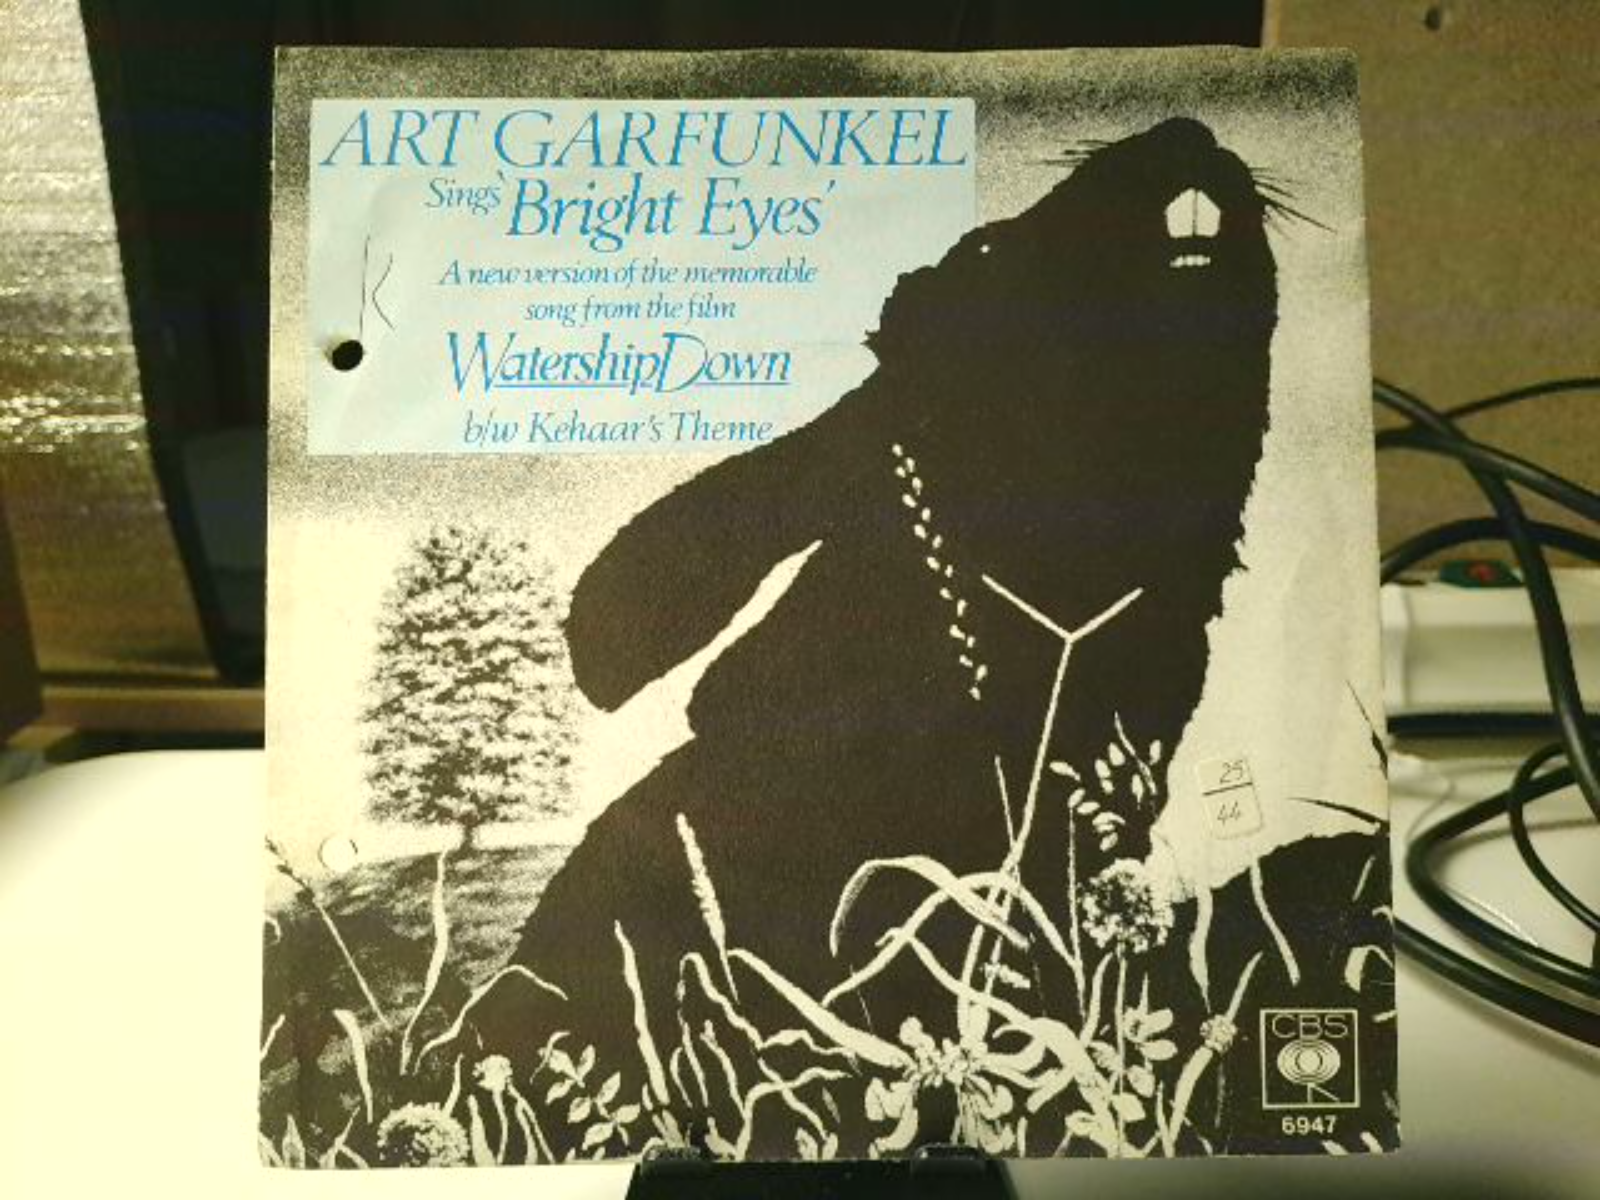 ART GARFUNKEL
Sings 'Bright Eyes'
A new version of the memorable
song from the film
Watership Down
b/w Kehaar's Theme
K
25
44
CBS
6947